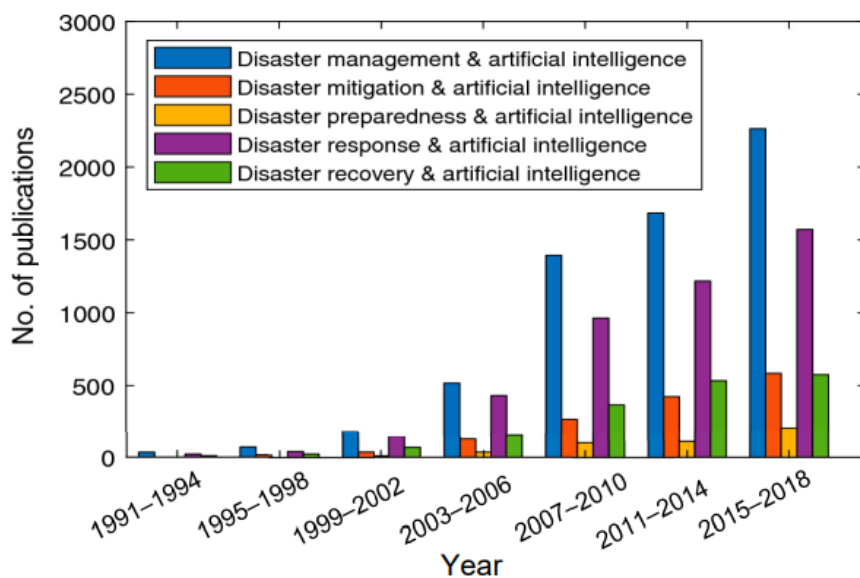 3000
2500
2000
1500
1000
500
0
No. of publications
Disaster management & artificial intelligence
Disaster mitigation & artificial intelligence
Disaster preparedness & artificial intelligence
Disaster response & artificial intelligence
Disaster recovery & artificial intelligence
1991–1994
1995–1998
1999–2002
2003–2006
2007–2010
2011–2014
2015–2018
Year